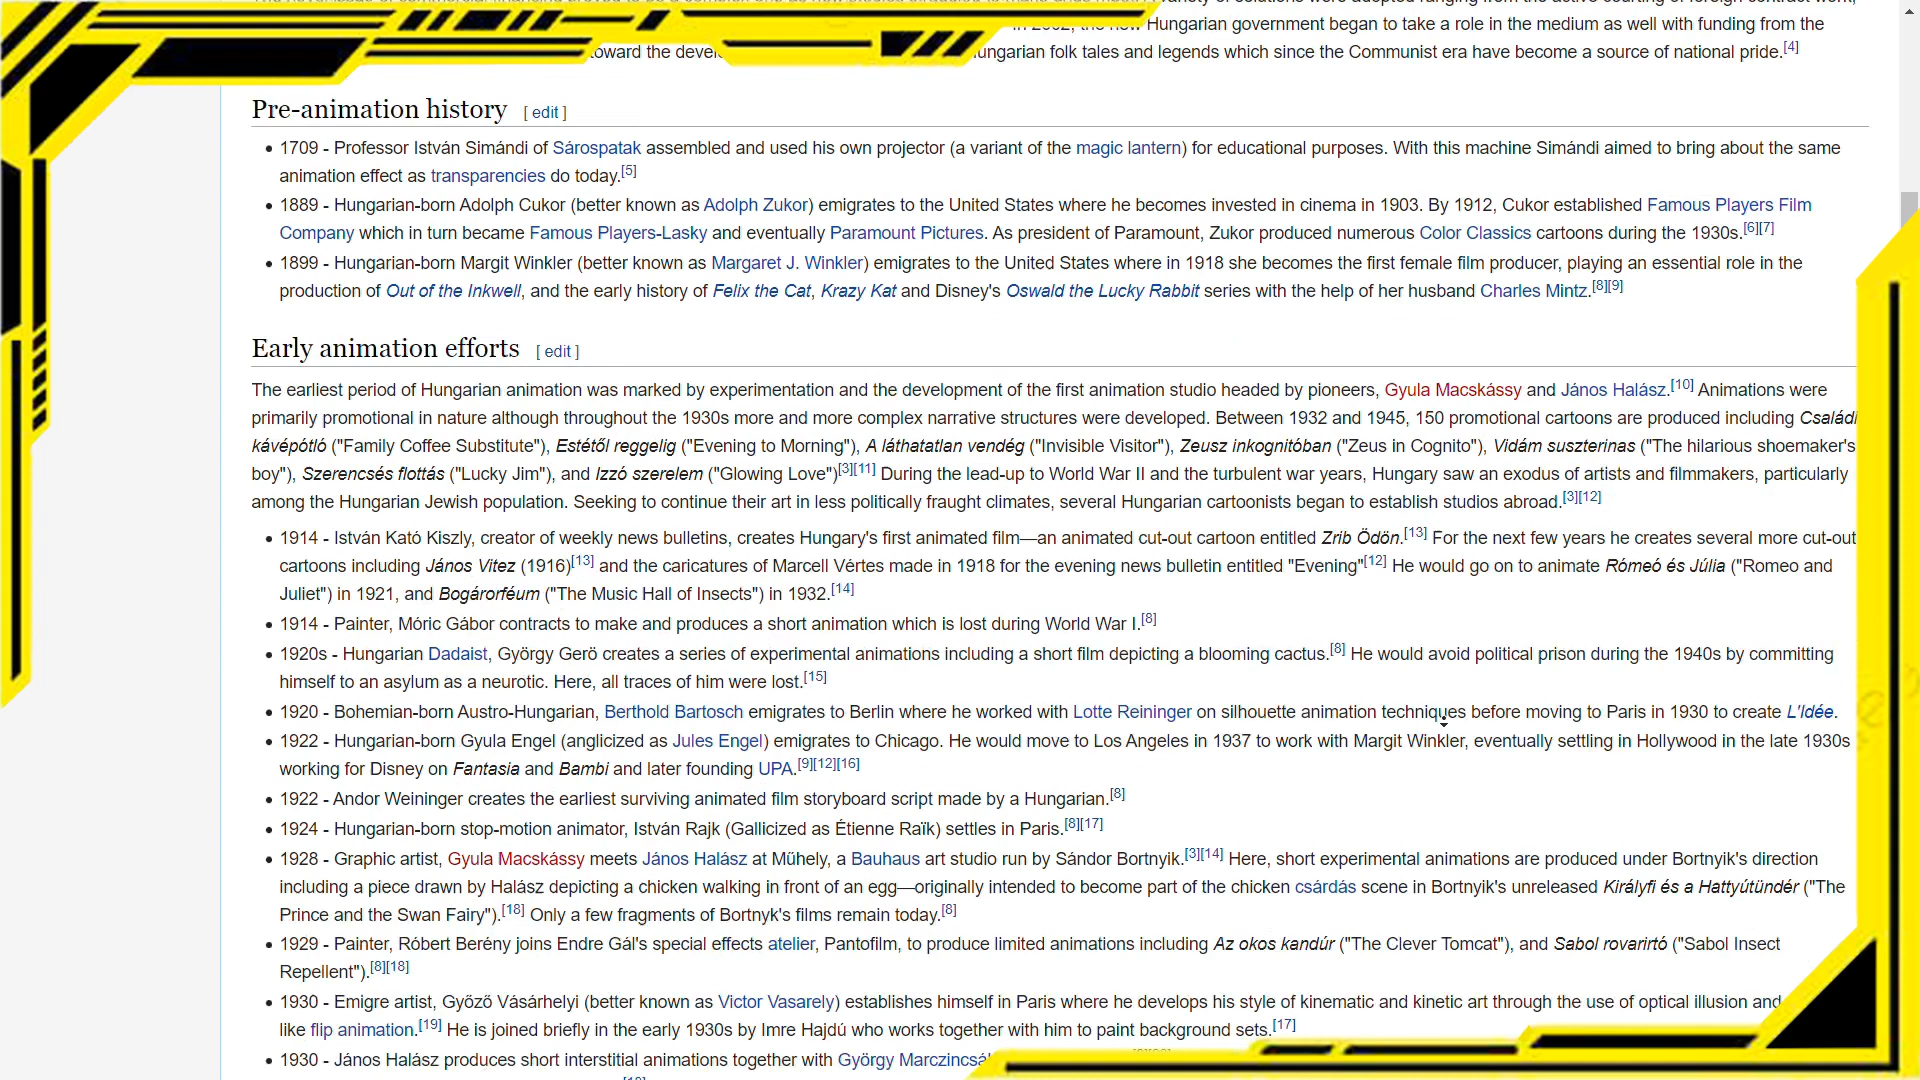 Hungarian government began to take a role in the medium as well with funding from the
toward the ungarian folk tales and legends which since the Communist era have become a source of national pride.[4]
Pre-animation history [ edit ]
• 1709 - Professor István Simándi of Sárospatak assembled and used his own projector (a variant of the magic lantern) for educational purposes. With this machine Simándi aimed to bring about the same
animation effect as transparencies do today.[5]
• 1889 - Hungarian-born Adolph Cukor (better known as Adolph Zukor) emigrates to the United States where he becomes invested in cinema in 1903. By 1912, Cukor established Famous Players Film
Company which in turn became Famous Players-Lasky and eventually Paramount Pictures. As president of Paramount, Zukor produced numerous Color Classics cartoons during the 1930s.[6][7]
• 1899 - Hungarian-born Margit Winkler (better known as Margaret J. Winkler) emigrates to the United States where in 1918 she becomes the first female film producer, playing an essential role in the
production of Out of the Inkwell, and the early history of Felix the Cat, Krazy Kat and Disney's Oswald the Lucky Rabbit series with the help of her husband Charles Mintz.[8][9]
Early animation efforts [ edit ]
The earliest period of Hungarian animation was marked by experimentation and the development of the first animation studio headed by pioneers, Gyula Macskássy and János Halász.[10] Animations were
primarily promotional in nature although throughout the 1930s more and more complex narrative structures were developed. Between 1932 and 1945, 150 promotional cartoons are produced including Családi
kávépótló ("Family Coffee Substitute"), Estétől reggelig ("Evening to Morning"), A láthatatlan vendég ("Invisible Visitor"), Zeusz inkognitóban ("Zeus in Cognito"), Vidám suszterinas ("The hilarious shoemaker's
boy"), Szerencsés flottás ("Lucky Jim"), and Izzó szerelem ("Glowing Love")[3][11] During the lead-up to World War II and the turbulent war years, Hungary saw an exodus of artists and filmmakers, particularly
among the Hungarian Jewish population. Seeking to continue their art in less politically fraught climates, several Hungarian cartoonists began to establish studios abroad.[3][12]
• 1914 - István Kató Kiszly, creator of weekly news bulletins, creates Hungary's first animated film—an animated cut-out cartoon entitled Zrib Ödön.[13] For the next few years he creates several more cut-out
cartoons including János Vitez (1916)[13] and the caricatures of Marcell Vértes made in 1918 for the evening news bulletin entitled "Evening"[12] He would go on to animate Rómeó és Júlia ("Romeo and
Juliet") in 1921, and Bogárorféum ("The Music Hall of Insects") in 1932.[14]
• 1914 - Painter, Móric Gábor contracts to make and produces a short animation which is lost during World War I.[8]
• 1920s - Hungarian Dadaist, György Gerö creates a series of experimental animations including a short film depicting a blooming cactus.[8] He would avoid political prison during the 1940s by committing
himself to an asylum as a neurotic. Here, all traces of him were lost.[15]
• 1920 - Bohemian-born Austro-Hungarian, Berthold Bartosch emigrates to Berlin where he worked with Lotte Reininger on silhouette animation techniques before moving to Paris in 1930 to create L'Idée.
• 1922 - Hungarian-born Gyula Engel (anglicized as Jules Engel) emigrates to Chicago. He would move to Los Angeles in 1937 to work with Margit Winkler, eventually settling in Hollywood in the late 1930s
working for Disney on Fantasia and Bambi and later founding UPA.[9][12][16]
• 1922 - Andor Weininger creates the earliest surviving animated film storyboard script made by a Hungarian.[8]
• 1924 - Hungarian-born stop-motion animator, István Rajk (Gallicized as Étienne Raïk) settles in Paris.[8][17]
• 1928 - Graphic artist, Gyula Macskássy meets János Halász at Műhely, a Bauhaus art studio run by Sándor Bortnyik.[3][14] Here, short experimental animations are produced under Bortnyik's direction
including a piece drawn by Halász depicting a chicken walking in front of an egg—originally intended to become part of the chicken csárdás scene in Bortnyik's unreleased Királyfi és a Hattyútündér ("The
Prince and the Swan Fairy").[18] Only a few fragments of Bortnyk's films remain today.[8]
• 1929 - Painter, Róbert Berény joins Endre Gál's special effects atelier, Pantofilm, to produce limited animations including Az okos kandúr ("The Clever Tomcat"), and Sabol rovarirtó ("Sabol Insect
Repellent").[8][18]
• 1930 - Emigre artist, Győző Vásárhelyi (better known as Victor Vasarely) establishes himself in Paris where he develops his style of kinematic and kinetic art through the use of optical illusion and
like flip animation.[19] He is joined briefly in the early 1930s by Imre Hajdú who works together with him to paint background sets.[17]
• 1930 - János Halász produces short interstitial animations together with György Marczincsá